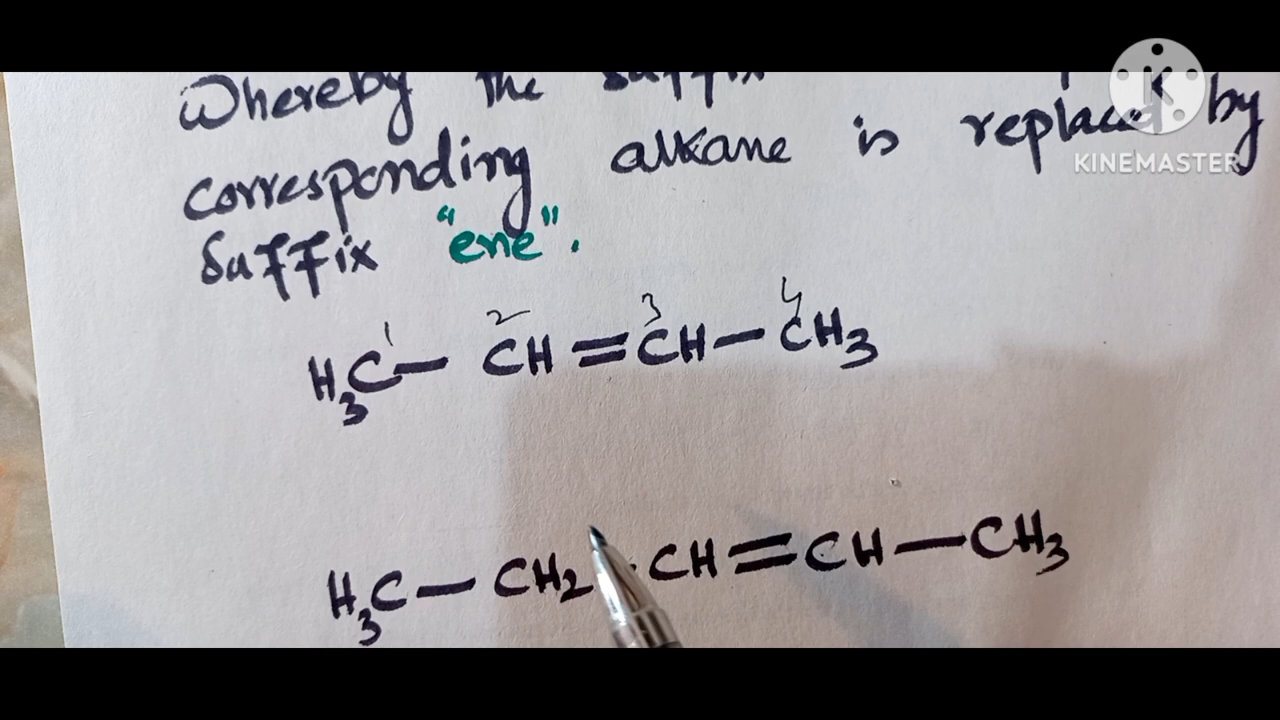 Whereby the suffix
corresponding alkane is replaced by
suffix "ene".
1 2 3 4
H3C — CH = CH — CH3
H3C — CH2 CH = CH — CH3
KINEMASTER